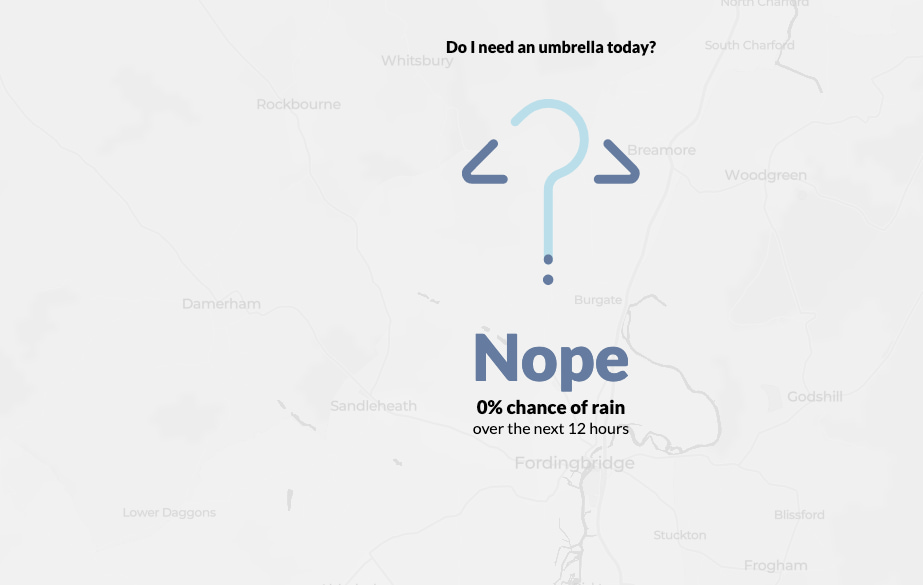 North Charford
Do I need an umbrella today?
South Charford
Whitsbury
Rockbourne
Breamore
Woodgreen
Burgate
Damerham
Nope
Godshill
Sandleheath
0% chance of rain
over the next 12 hours
Fordingbridge
Lower Daggons
Blissford
Stuckton
Frogham